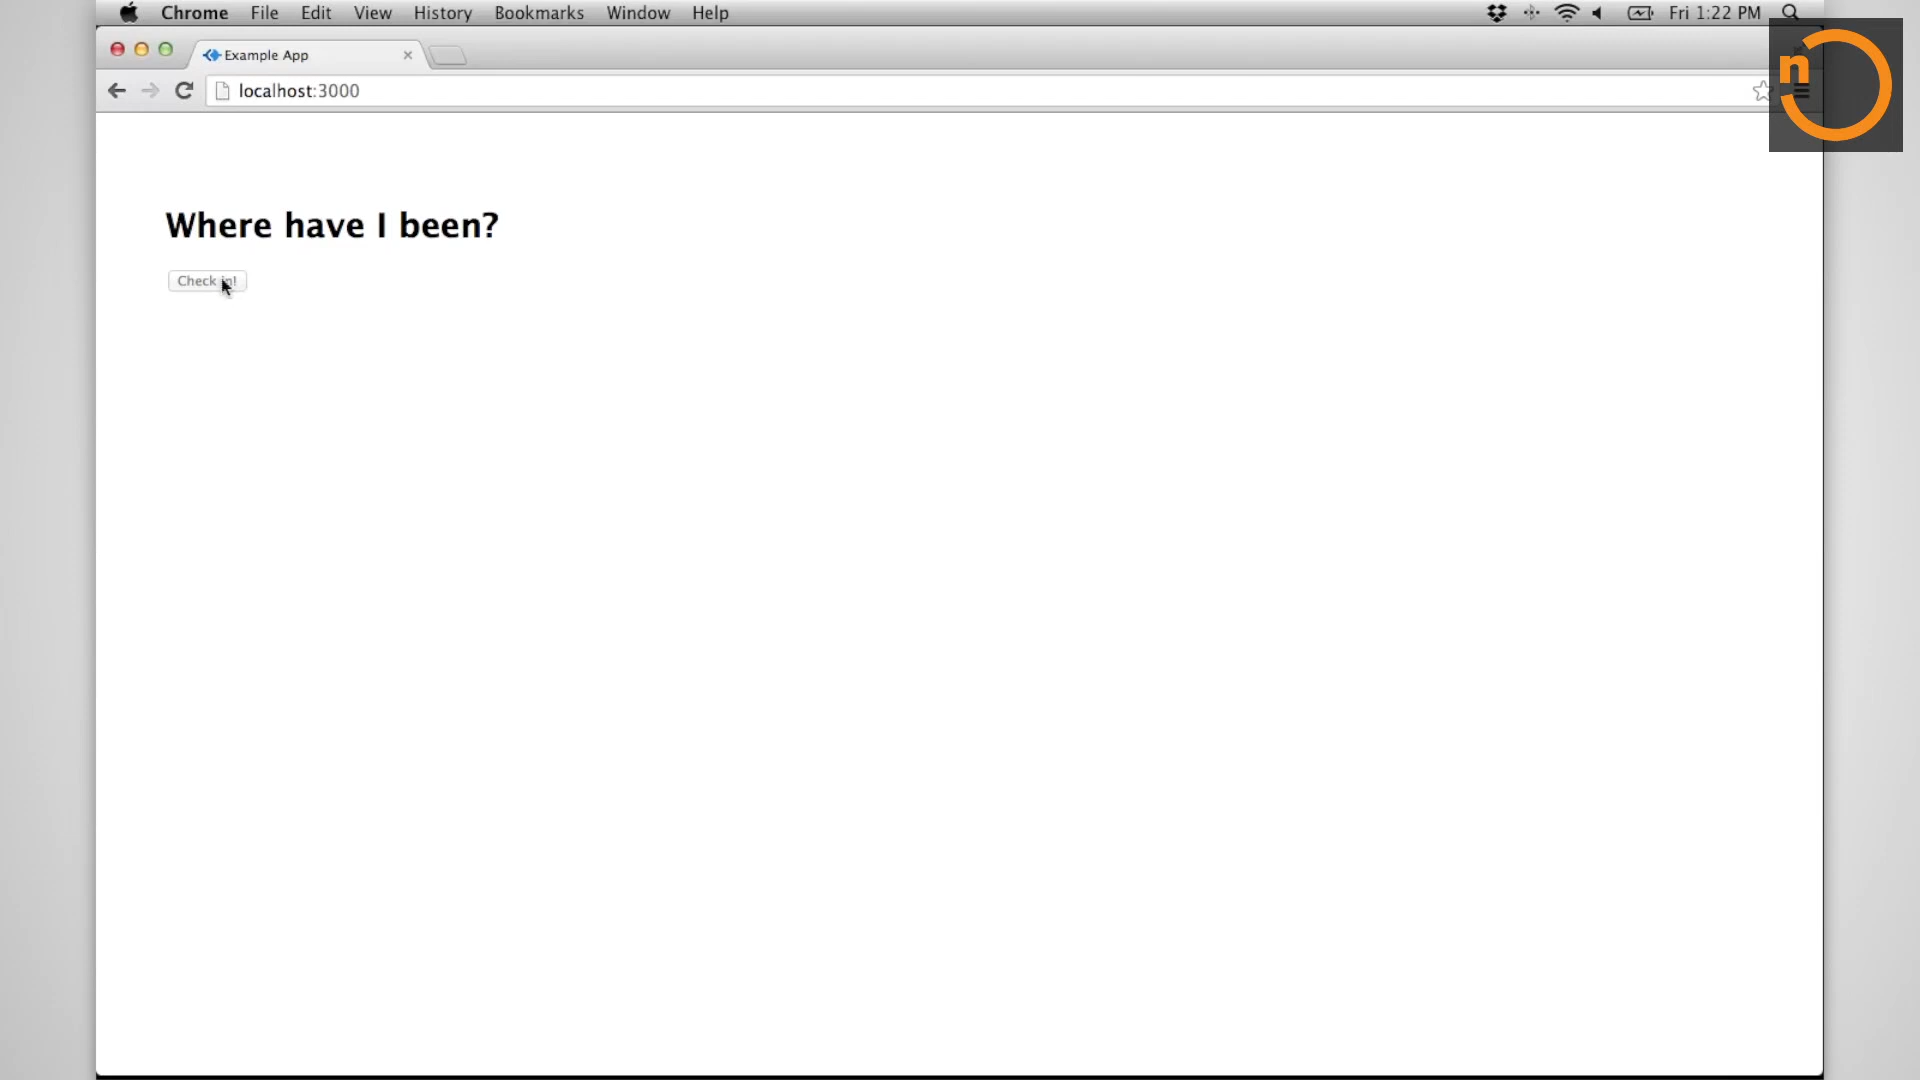 Chrome File Edit View History Bookmarks Window Help Fri 1:22 PM
Example App
localhost:3000
n
Where have I been?
Check in!